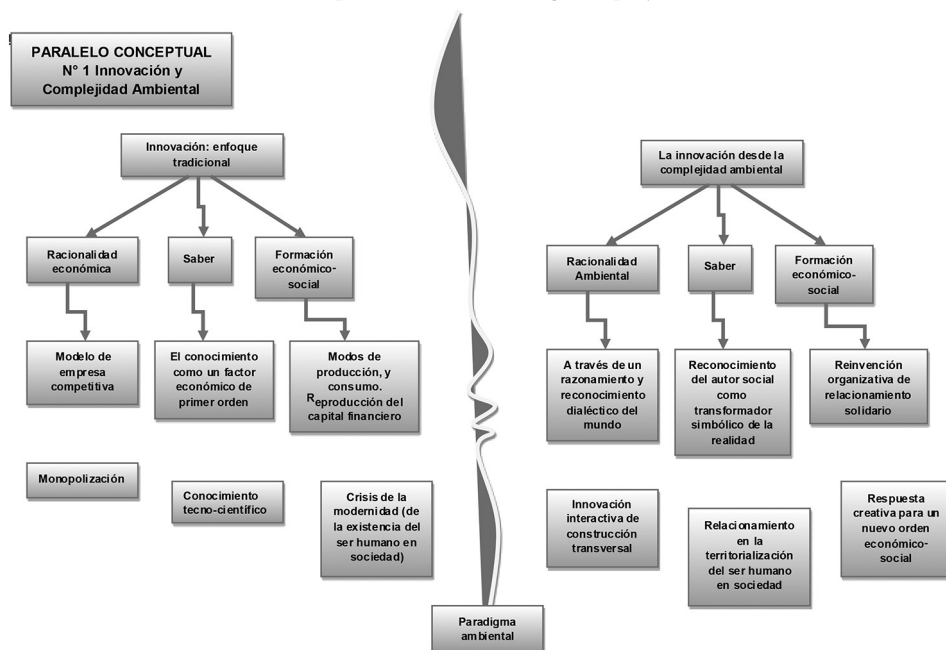 PARALELO CONCEPTUAL
N° 1 Innovación y
Complejidad Ambiental
Innovación: enfoque
tradicional
Racionalidad
económica
Saber
Formación
económico-
social
Modelo de
empresa
competitiva
El conocimiento
como un factor
económico de
primer orden
Modos de
producción, y
consumo.
Reproducción del
capital financiero
Monopolización
Conocimiento
tecno-científico
Crisis de la
modernidad (de
la existencia del
ser humano en
sociedad)
La innovación desde la
complejidad ambiental
Racionalidad
Ambiental
Saber
Formación
económico-
social
A través de un
razonamiento y
reconocimiento
dialéctico del
mundo
Reconocimiento
del autor social
como
transformador
simbólico de la
realidad
Reinvención
organizativa de
relacionamiento
solidario
Innovación
interactiva de
construcción
transversal
Relacionamiento
en la
territorialización
del ser humano
en sociedad
Respuesta
creativa para un
nuevo orden
económico-
social
Paradigma
ambiental